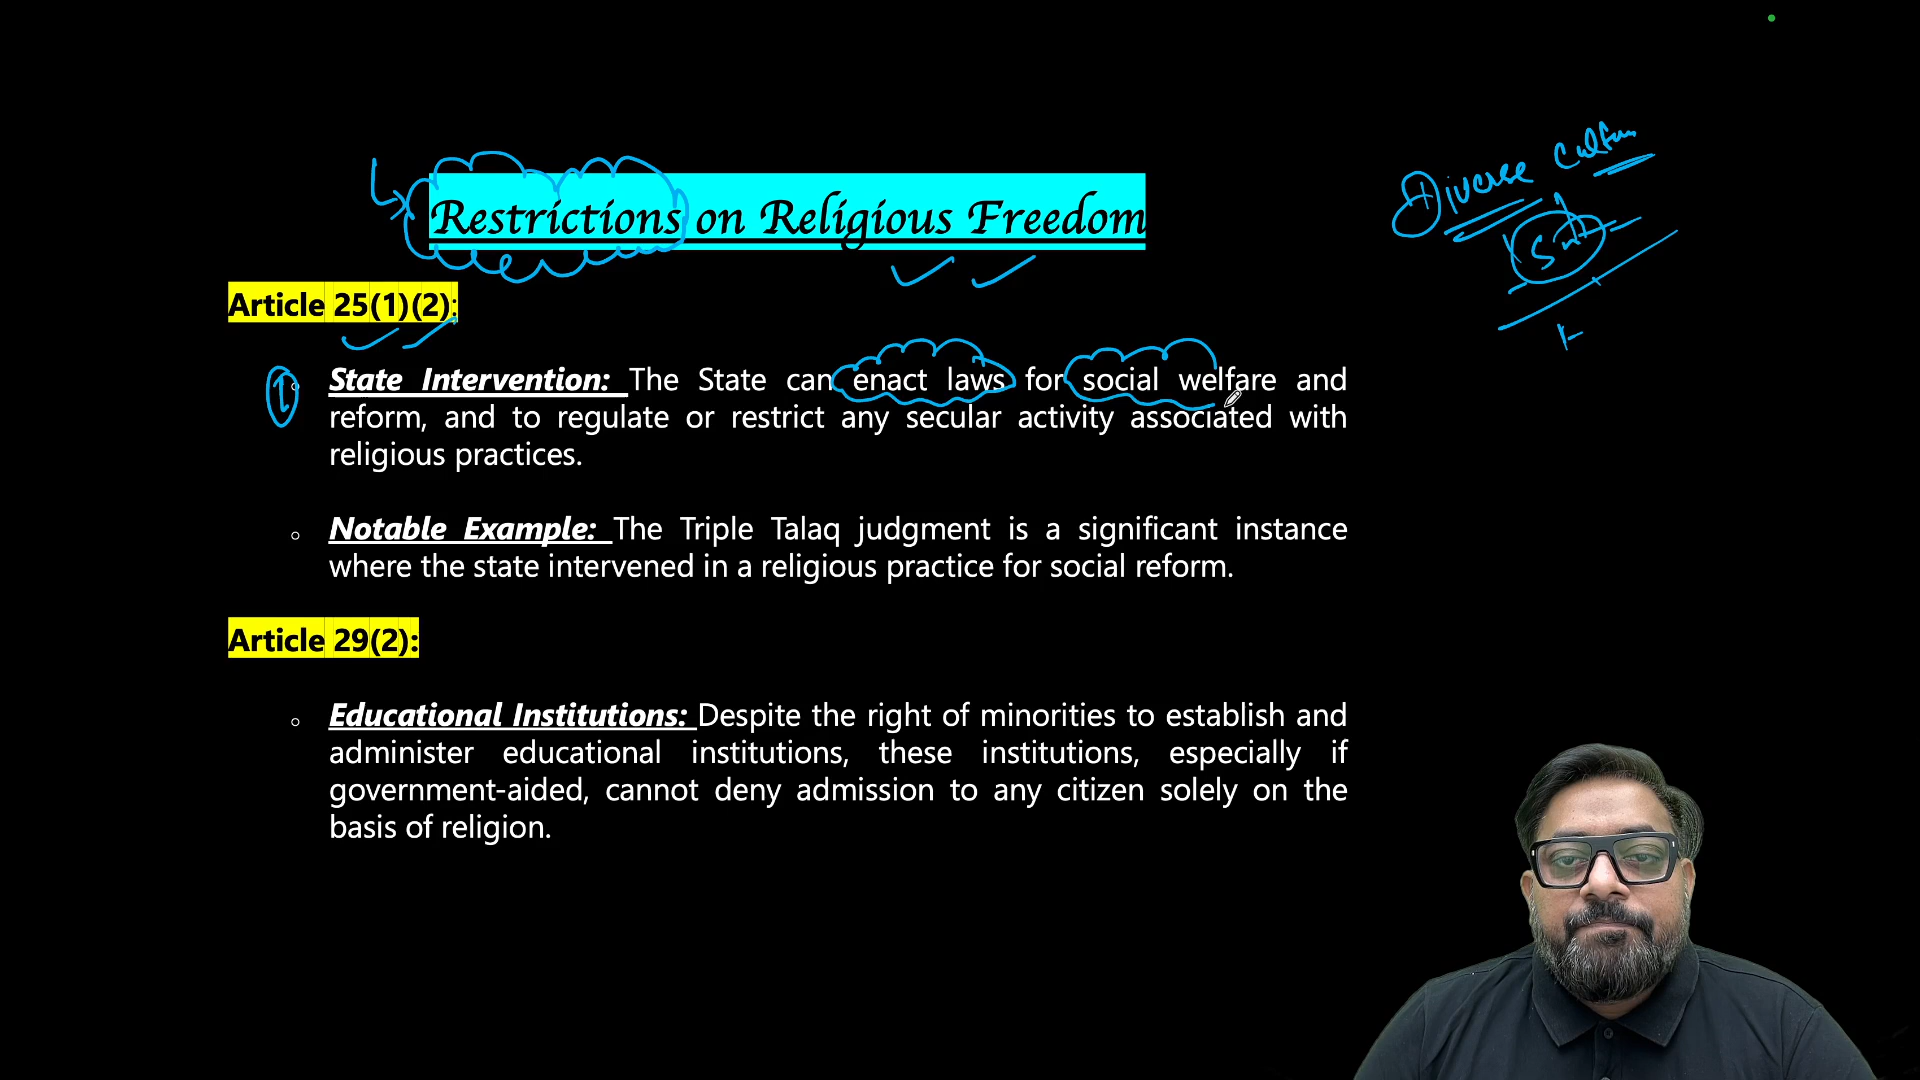 Diverse Culture
Restrictions on Religious Freedom
Article 25(1)(2):
1
State Intervention: The State can enact laws for social welfare and
reform, and to regulate or restrict any secular activity associated with
religious practices.
Notable Example: The Triple Talaq judgment is a significant instance
where the state intervened in a religious practice for social reform.
Article 29(2):
Educational Institutions: Despite the right of minorities to establish and
administer educational institutions, these institutions, especially if
government-aided, cannot deny admission to any citizen solely on the
basis of religion.